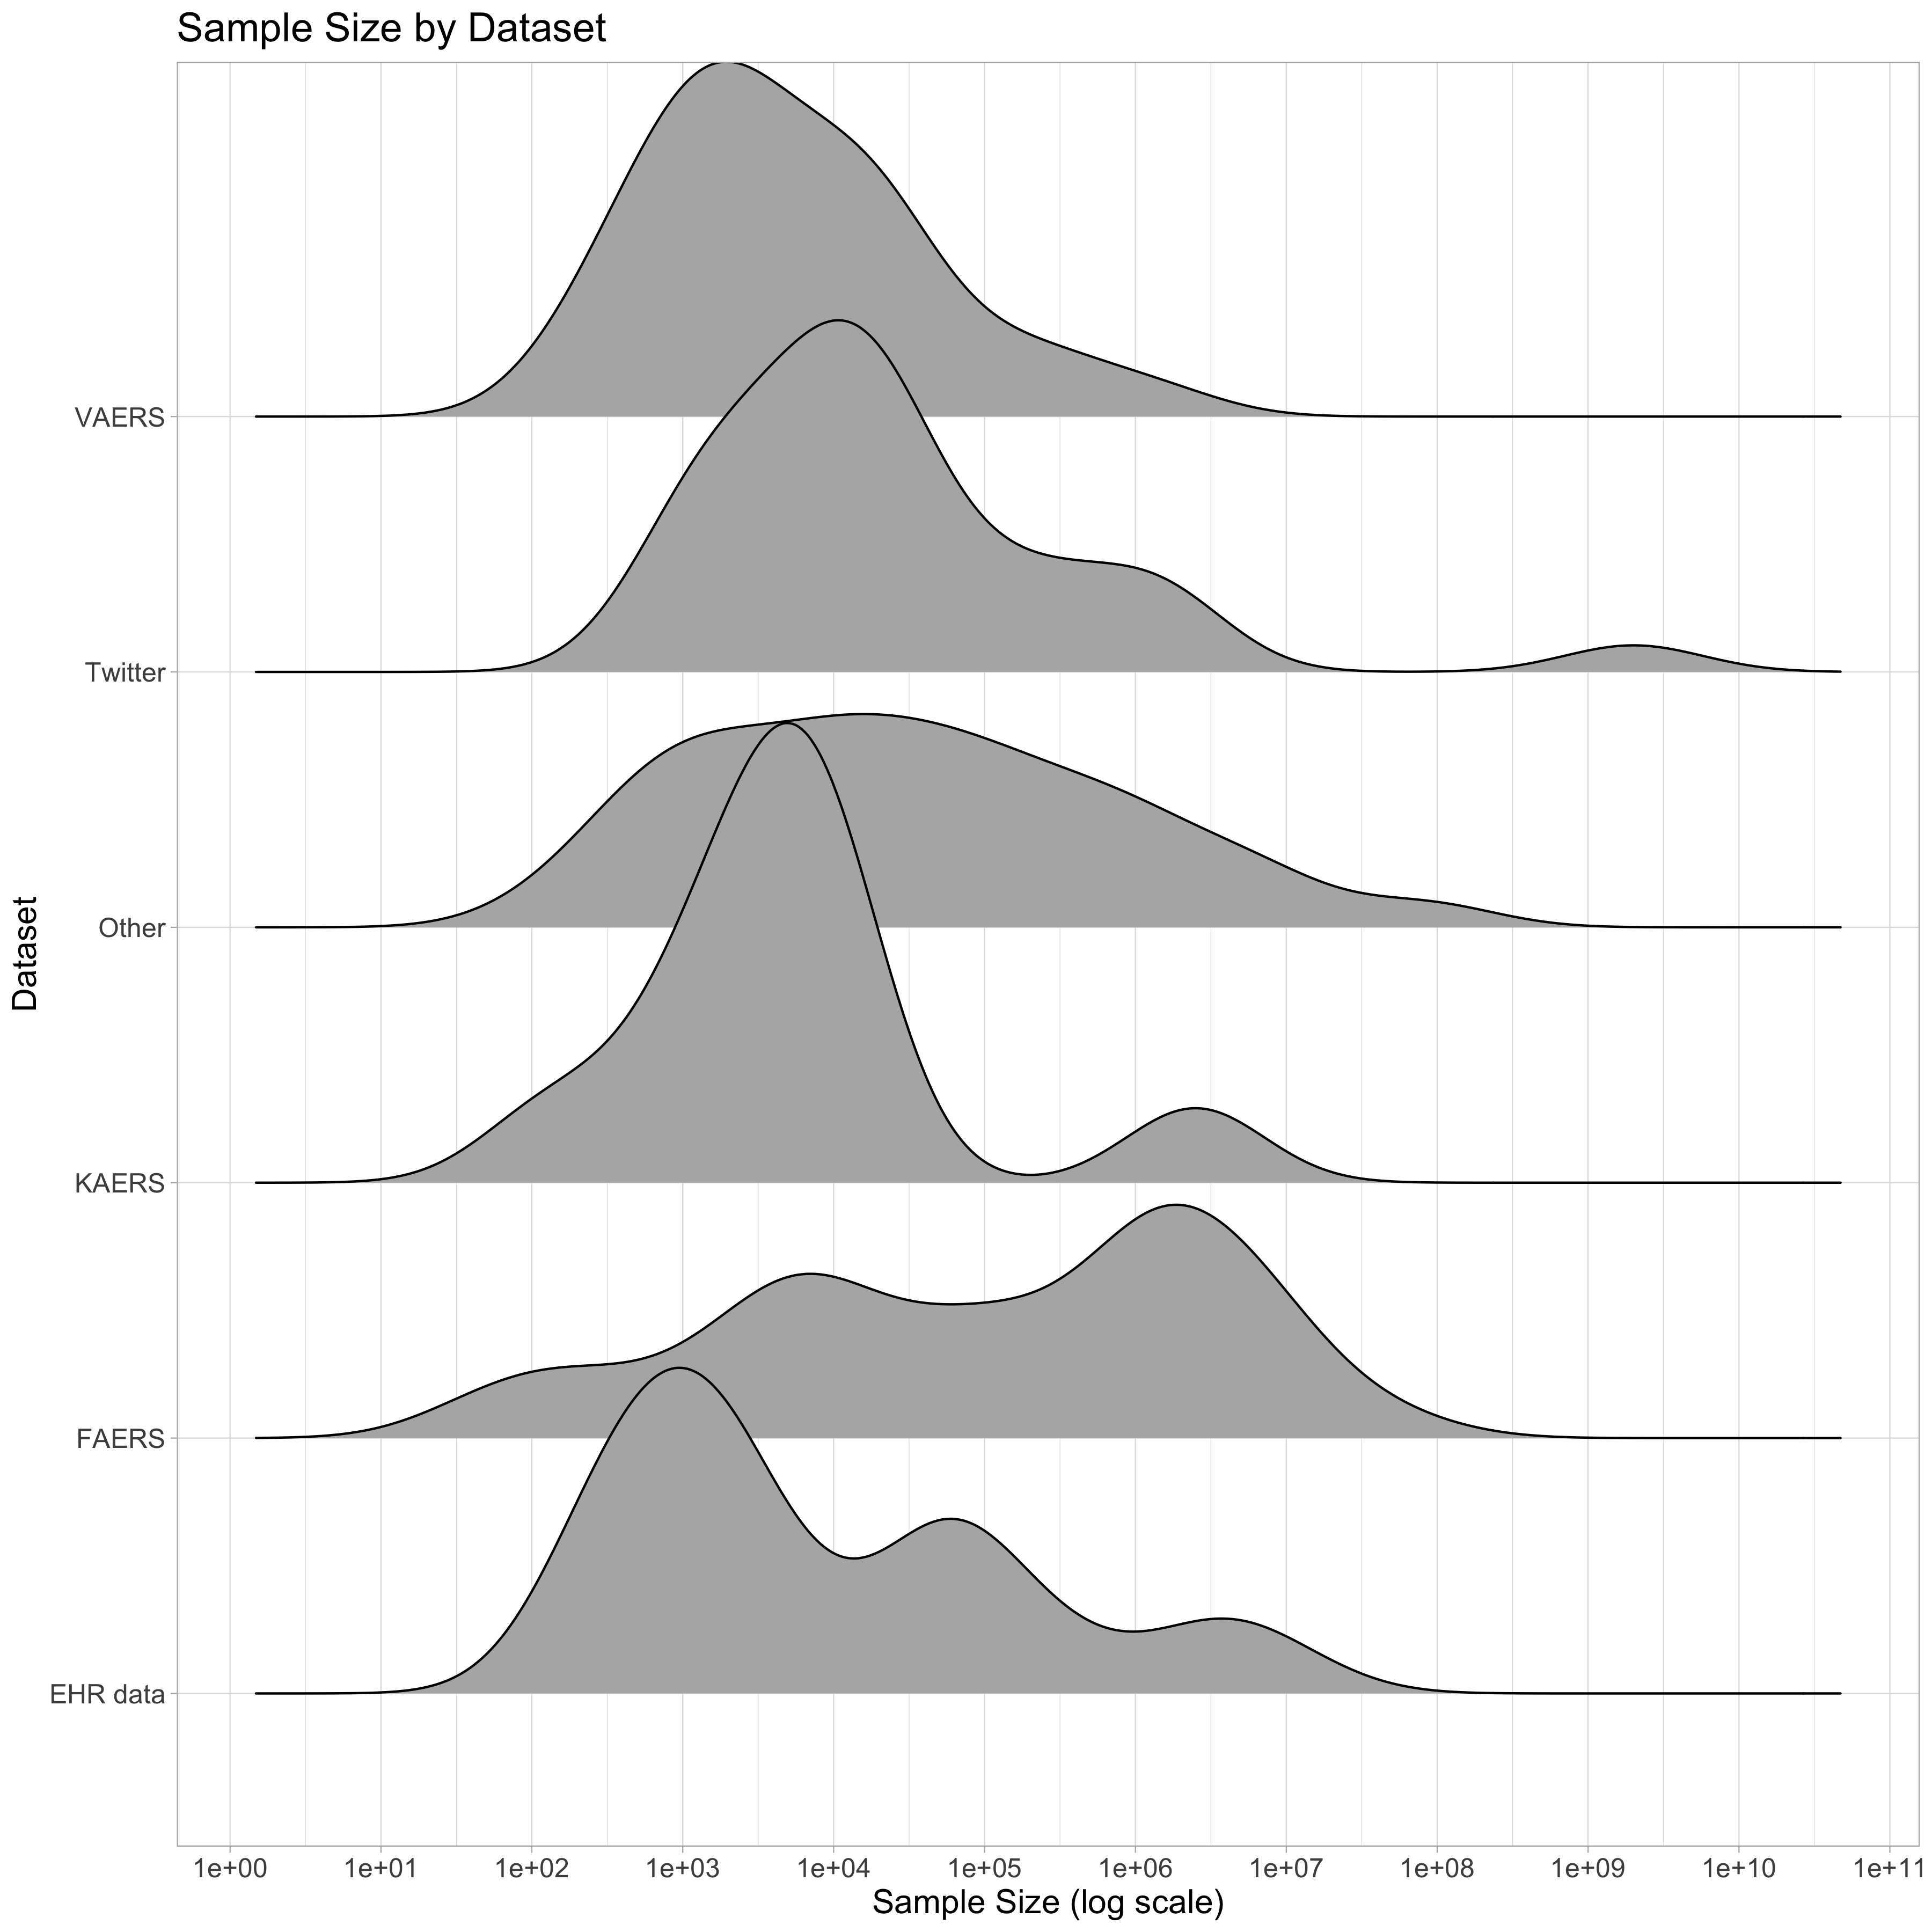 Sample Size by Dataset
VAERS
Twitter
Other
KAERS
FAERS
EHR data
Dataset
1e+00 1e+01 1e+02 1e+03 1e+04 1e+05 1e+06 1e+07 1e+08 1e+09 1e+10 1e+11
Sample Size (log scale)